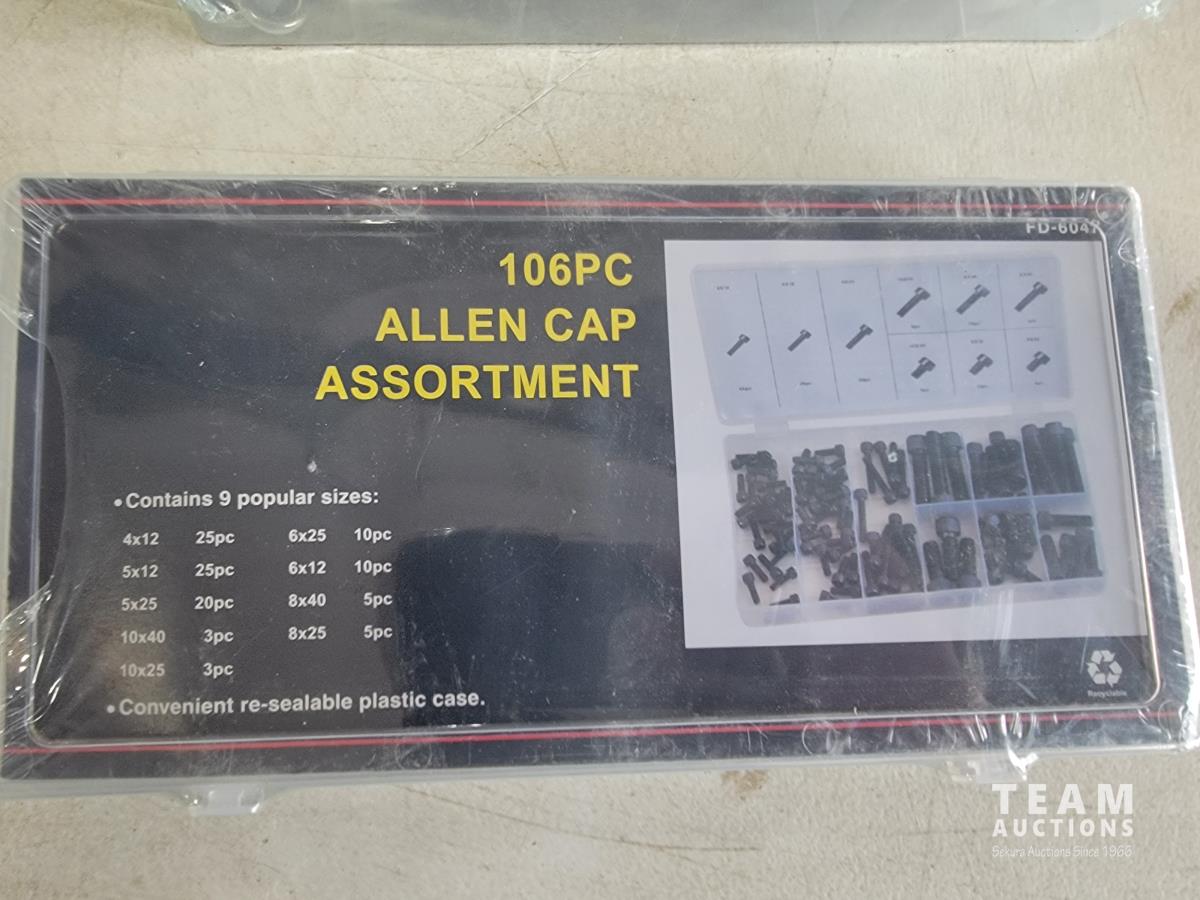 FD-6047
106PC
ALLEN CAP
ASSORTMENT
•Contains 9 popular sizes:
4x12 25pc 6x25 10pc
5x12 25pc 6x12 10pc
5x25 20pc 8x40 5pc
10x40 3pc 8x25 5pc
10x25 3pc
•Convenient re-sealable plastic case.
Recyclable
TEAM
AUCTIONS
Sekura Auctions Since 1966